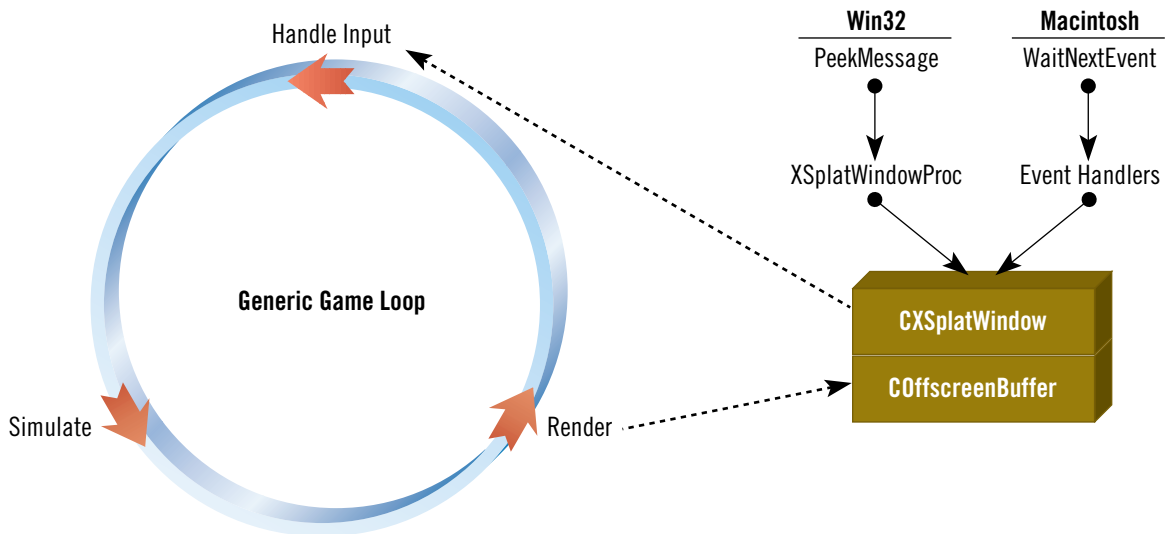 Handle Input
Generic Game Loop
Simulate
Render
Win32
PeekMessage
XSplatWindowProc
Macintosh
WaitNextEvent
Event Handlers
CXSplatWindow
COffscreenBuffer